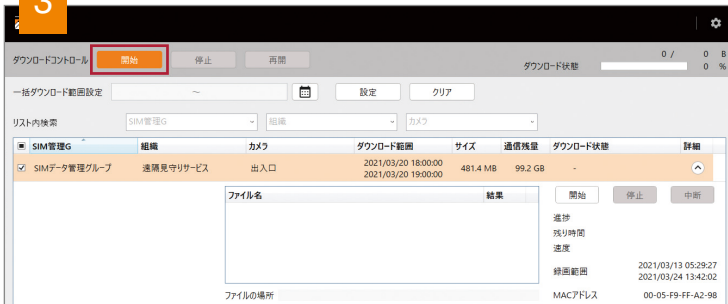 3
ダウンロードコントロール 開始 停止 再開 ダウンロード状態 0 / 0 B
0 %
一括ダウンロード範囲設定 ～ 設定 クリア
リスト内検索 SIM管理G 組織 カメラ
SIM管理G 組織 カメラ ダウンロード範囲 サイズ 通信残量 ダウンロード状態 詳細
SIMデータ管理グループ 遠隔見守りサービス 出入口 2021/03/20 18:00:00 481.4 MB 99.2 GB -
2021/03/20 19:00:00
ファイル名 結果 開始 停止 中断
進捗
残り時間
速度
録画範囲 2021/03/13 05:29:27
2021/03/24 13:42:02
ファイルの場所 MACアドレス 00-05-F9-FF-A2-98